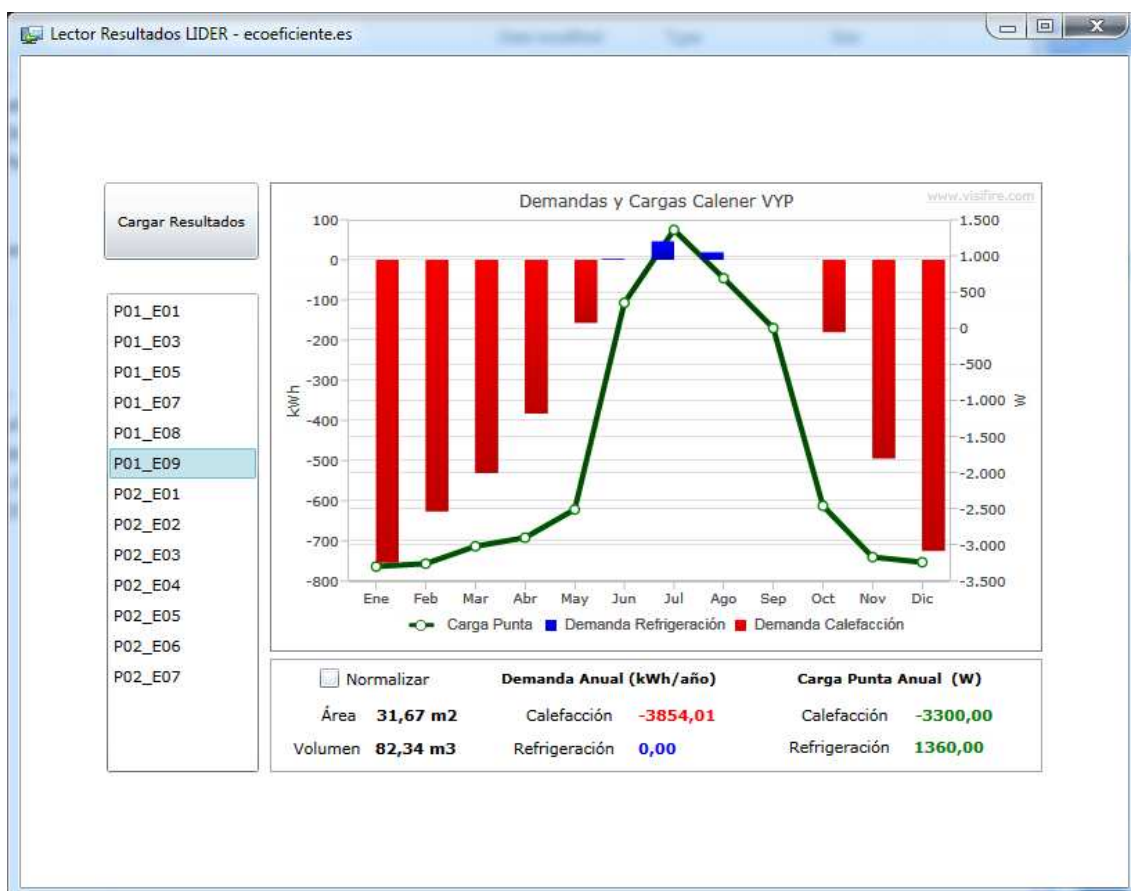 Lector Resultados LIDER - ecoeficiente.es
Date modified Type Size
Cargar Resultados
P01_E01
P01_E03
P01_E05
P01_E07
P01_E08
P01_E09
P02_E01
P02_E02
P02_E03
P02_E04
P02_E05
P02_E06
P02_E07
Demandas y Cargas Calener VYP
www.visifire.com
100
0
-100
-200
-300
-400
-500
-600
-700
-800
kWh
1.500
1.000
500
0
-500
-1.000
-1.500
-2.000
-2.500
-3.000
-3.500
W
Ene Feb Mar Abr May Jun Jul Ago Sep Oct Nov Dic
Carga Punta Demanda Refrigeración Demanda Calefacción
Normalizar Demanda Anual (kWh/año) Carga Punta Anual (W)
Área 31,67 m2 Calefacción -3854,01 Calefacción -3300,00
Volumen 82,34 m3 Refrigeración 0,00 Refrigeración 1360,00